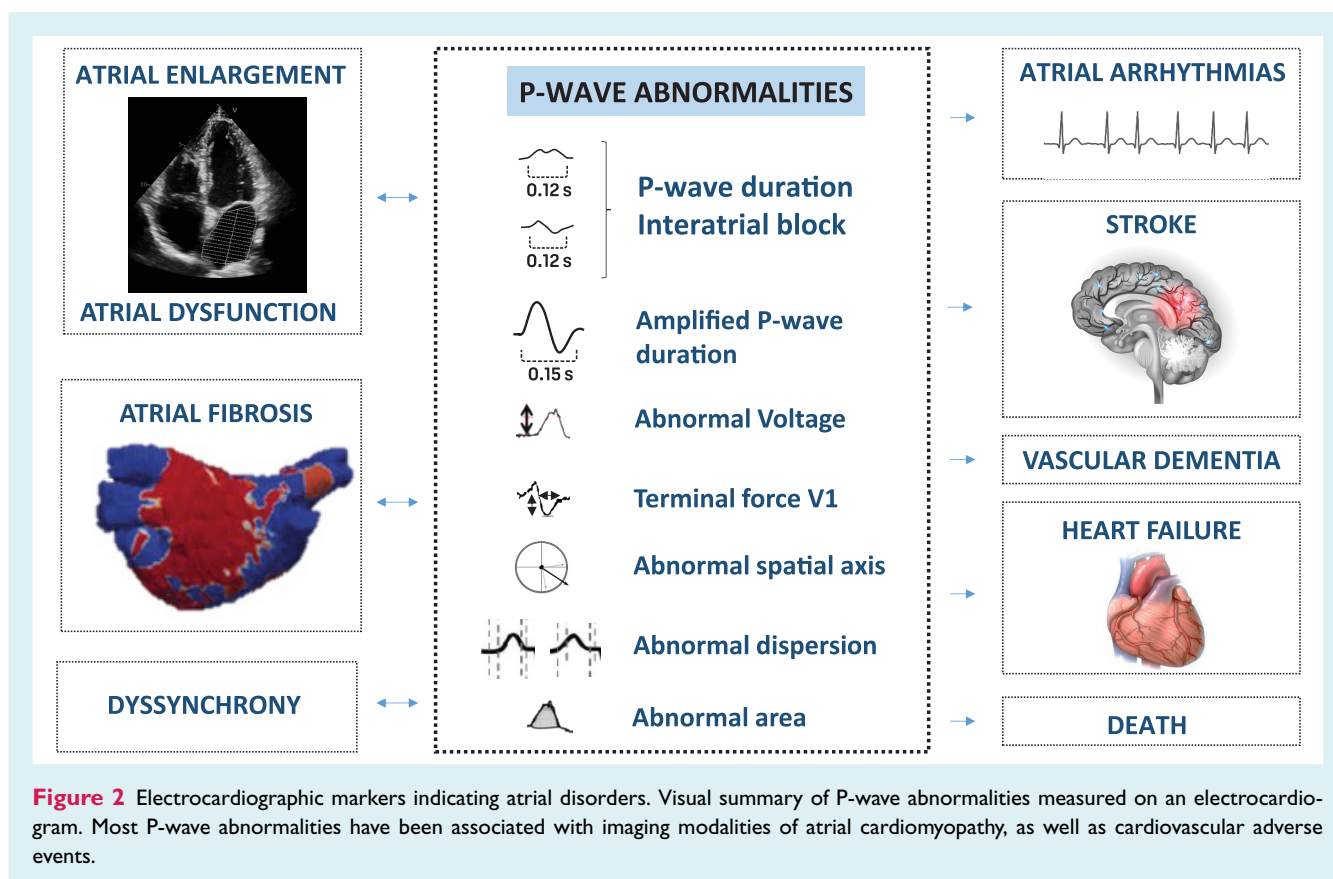 ATRIAL ENLARGEMENT
V
10
ATRIAL DYSFUNCTION
ATRIAL FIBROSIS
DYSSYNCHRONY
P-WAVE ABNORMALITIES
0.12 s
0.12 s
P-wave duration
Interatrial block
0.15 s
Amplified P-wave
duration
Abnormal Voltage
Terminal force V1
Abnormal spatial axis
Abnormal dispersion
Abnormal area
ATRIAL ARRHYTHMIAS
STROKE
VASCULAR DEMENTIA
HEART FAILURE
DEATH
Figure 2 Electrocardiographic markers indicating atrial disorders. Visual summary of P-wave abnormalities measured on an electrocardio-
gram. Most P-wave abnormalities have been associated with imaging modalities of atrial cardiomyopathy, as well as cardiovascular adverse
events.